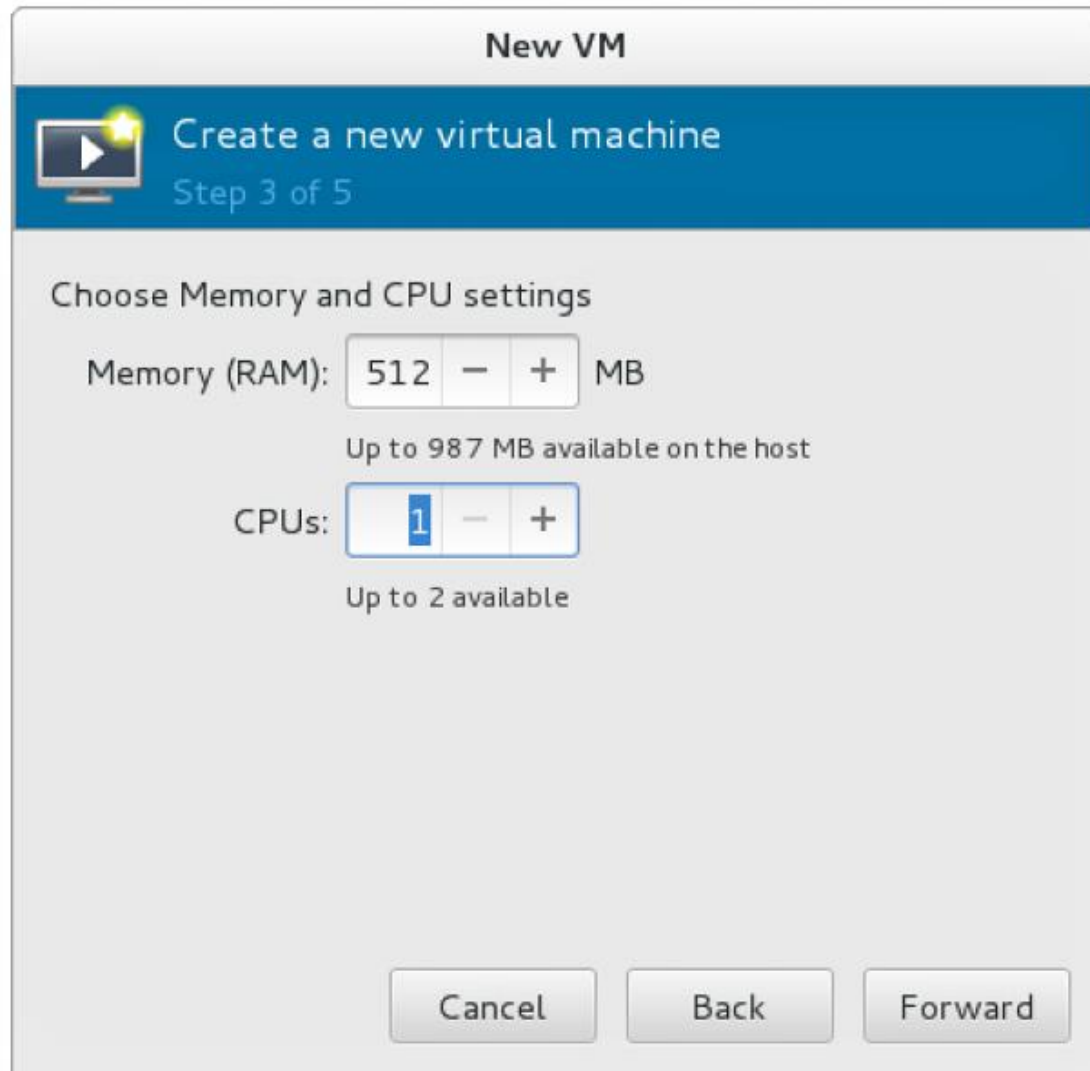 New VM
Create a new virtual machine
Step 3 of 5
Choose Memory and CPU settings
Memory (RAM): 512 − + MB
Up to 987 MB available on the host
CPUs: 1 − +
Up to 2 available
Cancel Back Forward